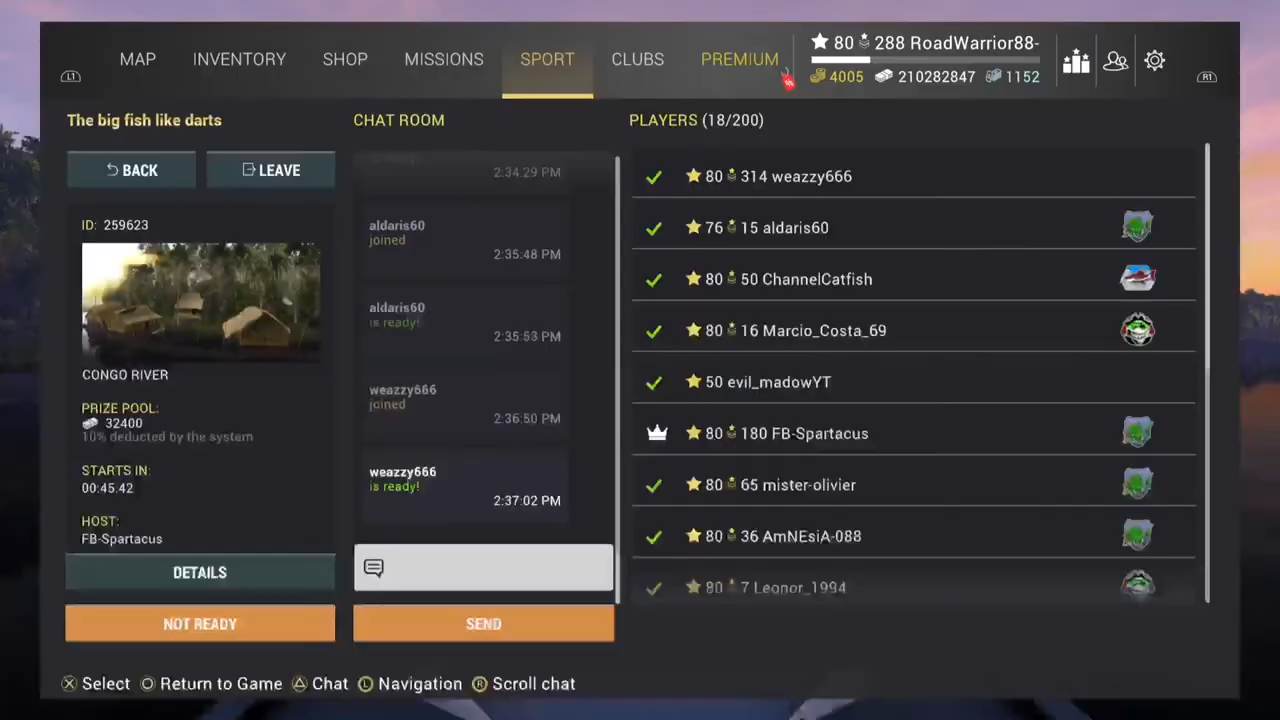 MAP
INVENTORY
SHOP
MISSIONS
SPORT
CLUBS
PREMIUM
80 288 RoadWarrior88-
4005 210282847 1152
L1
R1
The big fish like darts
BACK
LEAVE
ID: 259623
CONGO RIVER
PRIZE POOL:
32400
10% deducted by the system
STARTS IN:
00:45.42
HOST:
FB-Spartacus
DETAILS
NOT READY
CHAT ROOM
2:34.29 PM
aldaris60
joined
2:35:48 PM
aldaris60
is ready!
2:35:53 PM
weazzy666
joined
2:36:50 PM
weazzy666
is ready!
2:37:02 PM
SEND
PLAYERS (18/200)
80 314 weazzy666
76 15 aldaris60
80 50 ChannelCatfish
80 16 Marcio_Costa_69
50 evil_madowYT
80 180 FB-Spartacus
80 65 mister-olivier
80 36 AmNEsiA-088
80 7 Leonor_1994
Select Return to Game Chat L Navigation R Scroll chat